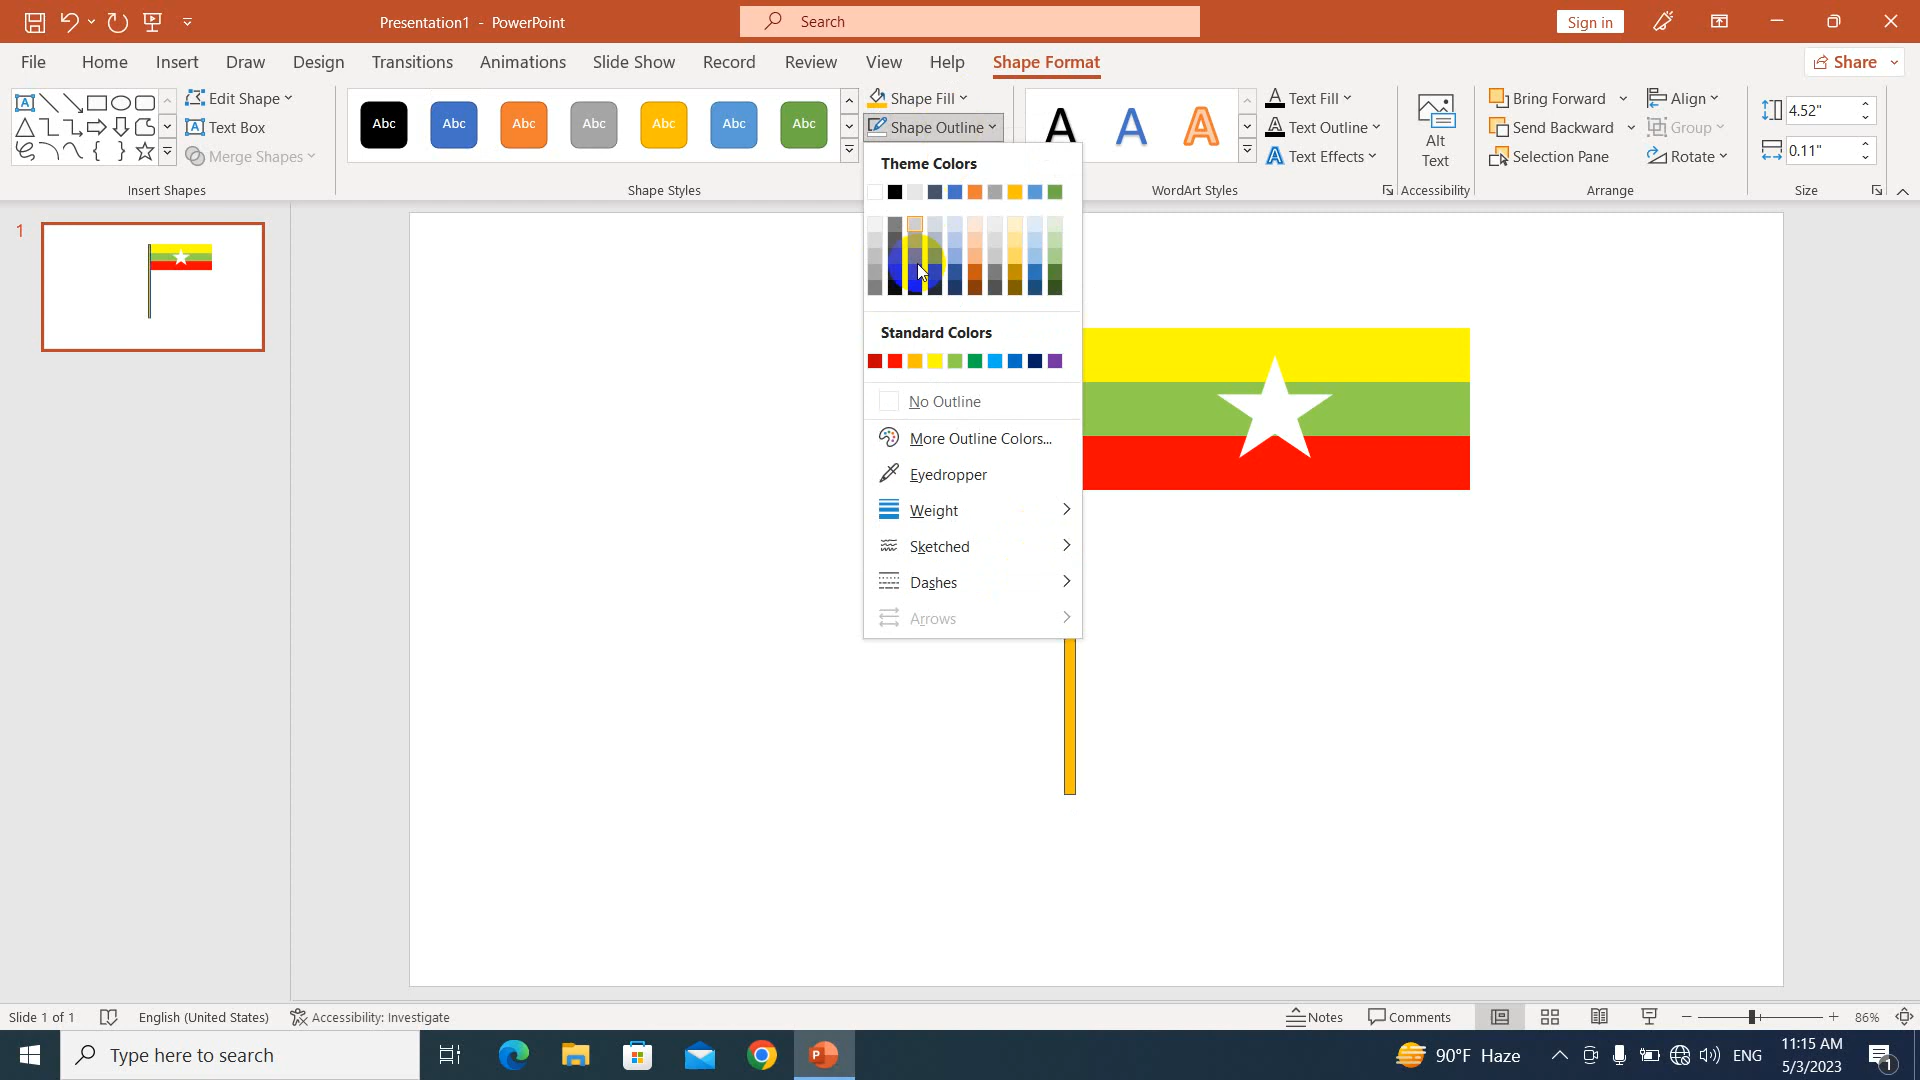 Presentation1 - PowerPoint
Search
Sign in
File Home Insert Draw Design Transitions Animations Slide Show Record Review View Help Shape Format
Share
Edit Shape
Text Box
Merge Shapes
Insert Shapes
Abc Abc Abc Abc Abc Abc Abc
Shape Styles
Shape Fill
Shape Outline
A A A
WordArt Styles
Text Fill
Text Outline
Text Effects
Alt
Text
Accessibility
Bring Forward
Send Backward
Selection Pane
Align
Group
Rotate
Arrange
4.52"
0.11"
Size
Theme Colors
Standard Colors
No Outline
More Outline Colors...
Eyedropper
Weight
Sketched
Dashes
Arrows
1
Slide 1 of 1
English (United States)
Accessibility: Investigate
Notes
Comments
86%
Type here to search
90°F Haze
ENG
11:15 AM
5/3/2023
1